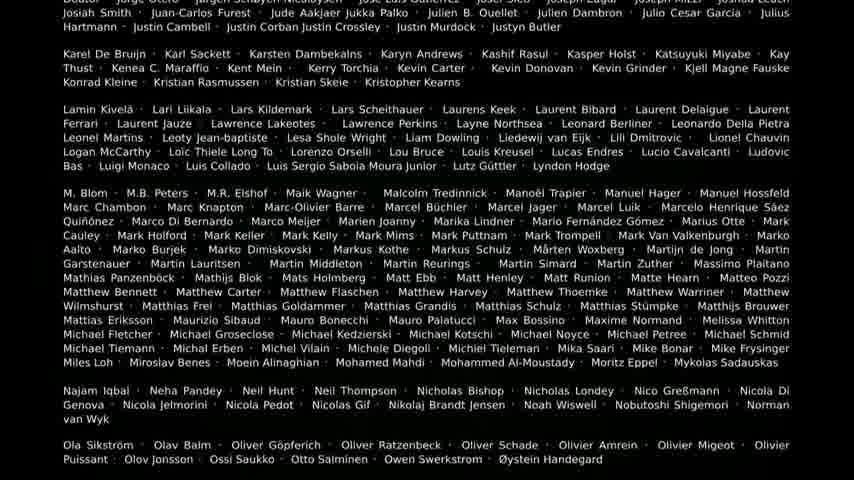 Josiah Smith · Juan-Carlos Furest · Jude Aakjaer Jukka Palko · Julien B. Ouellet · Julien Dambron · Julio Cesar Garcia · Julius
Hartmann · Justin Cambell · Justin Corban Justin Crossley · Justin Murdock · Justyn Butler
Karel De Bruijn · Karl Sackett · Karsten Dambekalns · Karyn Andrews · Kashif Rasul · Kasper Holst · Katsuyuki Miyabe · Kay
Thust · Kenea C. Maraffio · Kent Mein · Kerry Torchia · Kevin Carter · Kevin Donovan · Kevin Grinder · Kjell Magne Fauske
Konrad Kleine · Kristian Rasmussen · Kristian Skeie · Kristopher Kearns
Lamin Kivelä · Lari Liikala · Lars Kildemark · Lars Scheithauer · Laurens Keek · Laurent Bibard · Laurent Delaigue · Laurent
Ferrari · Laurent Jauze · Lawrence Lakeotes · Lawrence Perkins · Layne Northsea · Leonard Berliner · Leonardo Della Pietra
Leonel Martins · Leoty Jean-baptiste · Lesa Shole Wright · Liam Dowling · Liedewij van Eijk · Lili Dmitrovic · Lionel Chauvin
Logan McCarthy · Loïc Thiele Long To · Lorenzo Orselli · Lou Bruce · Louis Kreusel · Lucas Endres · Lucio Cavalcanti · Ludovic
Bas · Luigi Monaco · Luis Collado · Luis Sergio Saboia Moura Junior · Lutz Güttler · Lyndon Hodge
M. Blom · M.B. Peters · M.R. Elshof · Maik Wagner · Malcolm Tredinnick · Manoël Trapier · Manuel Hager · Manuel Hossfeld
Marc Chambon · Marc Knapton · Marc-Olivier Barre · Marcel Büchler · Marcel Jager · Marcel Luik · Marcelo Henrique Sáez
Quiñónez · Marco Di Bernardo · Marco Meijer · Marien Joanny · Marika Lindner · Mario Fernández Gómez · Marius Otte · Mark
Cauley · Mark Holford · Mark Keller · Mark Kelly · Mark Mims · Mark Puttnam · Mark Trompell · Mark Van Valkenburgh · Marko
Aalto · Marko Burjek · Marko Dimiskovski · Markus Kothe · Markus Schulz · Mårten Woxberg · Martijn de Jong · Martin
Garstenauer · Martin Lauritsen · Martin Middleton · Martin Reurings · Martin Simard · Martin Zuther · Massimo Plaitano
Mathias Panzenböck · Mathijs Blok · Mats Holmberg · Matt Ebb · Matt Henley · Matt Runion · Matte Hearn · Matteo Pozzi
Matthew Bennett · Matthew Carter · Matthew Flaschen · Matthew Harvey · Matthew Thoemke · Matthew Warriner · Matthew
Wilmshurst · Matthias Frei · Matthias Goldammer · Matthias Grandis · Matthias Schulz · Matthias Stümpke · Matthijs Brouwer
Mattias Eriksson · Maurizio Sibaud · Mauro Bonecchi · Mauro Palatucci · Max Bossino · Maxime Normand · Melissa Whitton
Michael Fletcher · Michael Groseclose · Michael Kedzierski · Michael Kotschi · Michael Noyce · Michael Petree · Michael Schmid
Michael Tiemann · Michal Erben · Michel Vilain · Michele Diegoli · Michiel Tieleman · Mika Saari · Mike Bonar · Mike Frysinger
Miles Loh · Miroslav Benes · Moein Alinaghian · Mohamed Mahdi · Mohammed Al-Moustady · Moritz Eppel · Mykolas Sadauskas
Najam Iqbal · Neha Pandey · Neil Hunt · Neil Thompson · Nicholas Bishop · Nicholas Londey · Nico Greßmann · Nicola Di
Genova · Nicola Jelmorini · Nicola Pedot · Nicolas Gif · Nikolaj Brandt Jensen · Noah Wiswell · Nobutoshi Shigemori · Norman
van Wyk
Ola Sikström · Olav Balm · Oliver Göpferich · Oliver Ratzenbeck · Oliver Schade · Olivier Amrein · Olivier Migeot · Olivier
Puissant · Olov Jonsson · Ossi Saukko · Otto Salminen · Owen Swerkstrom · Øystein Handegard